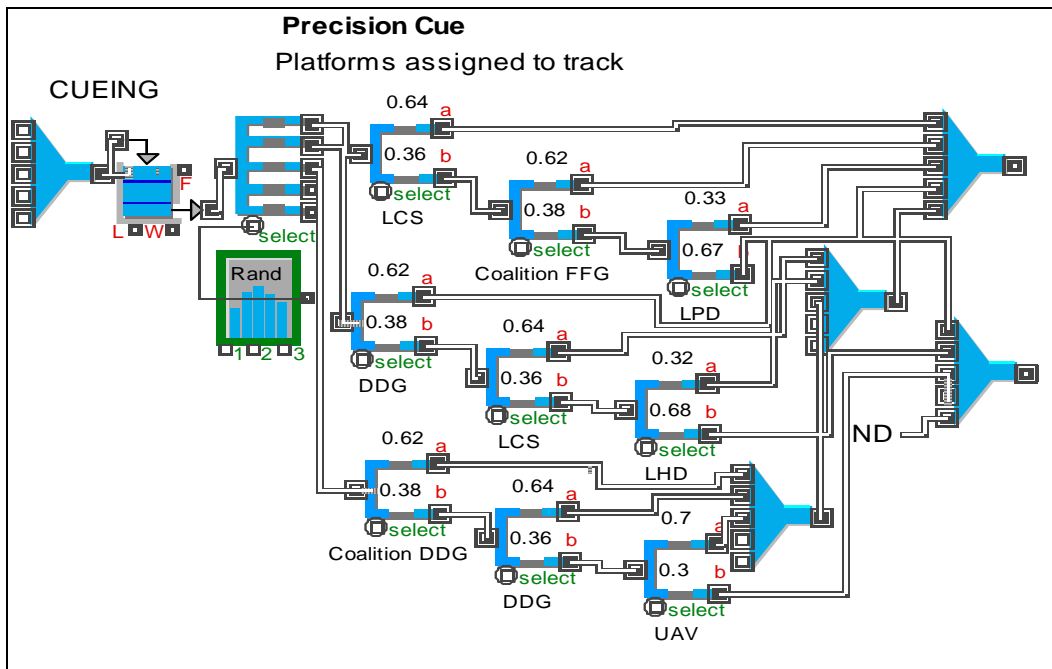 Precision Cue
Platforms assigned to track
CUEING
F
L W
select
Rand
1 2 3
0.64
a
0.36
b
select
LCS
0.62
a
0.38
b
select
Coalition FFG
0.33
a
0.67
b
select
LPD
0.62
a
0.38
b
select
DDG
0.64
a
0.36
b
select
LCS
0.32
a
0.68
b
select
LHD
ND
0.62
a
0.38
b
select
Coalition DDG
0.64
a
0.36
b
select
DDG
0.7
a
0.3
b
select
UAV